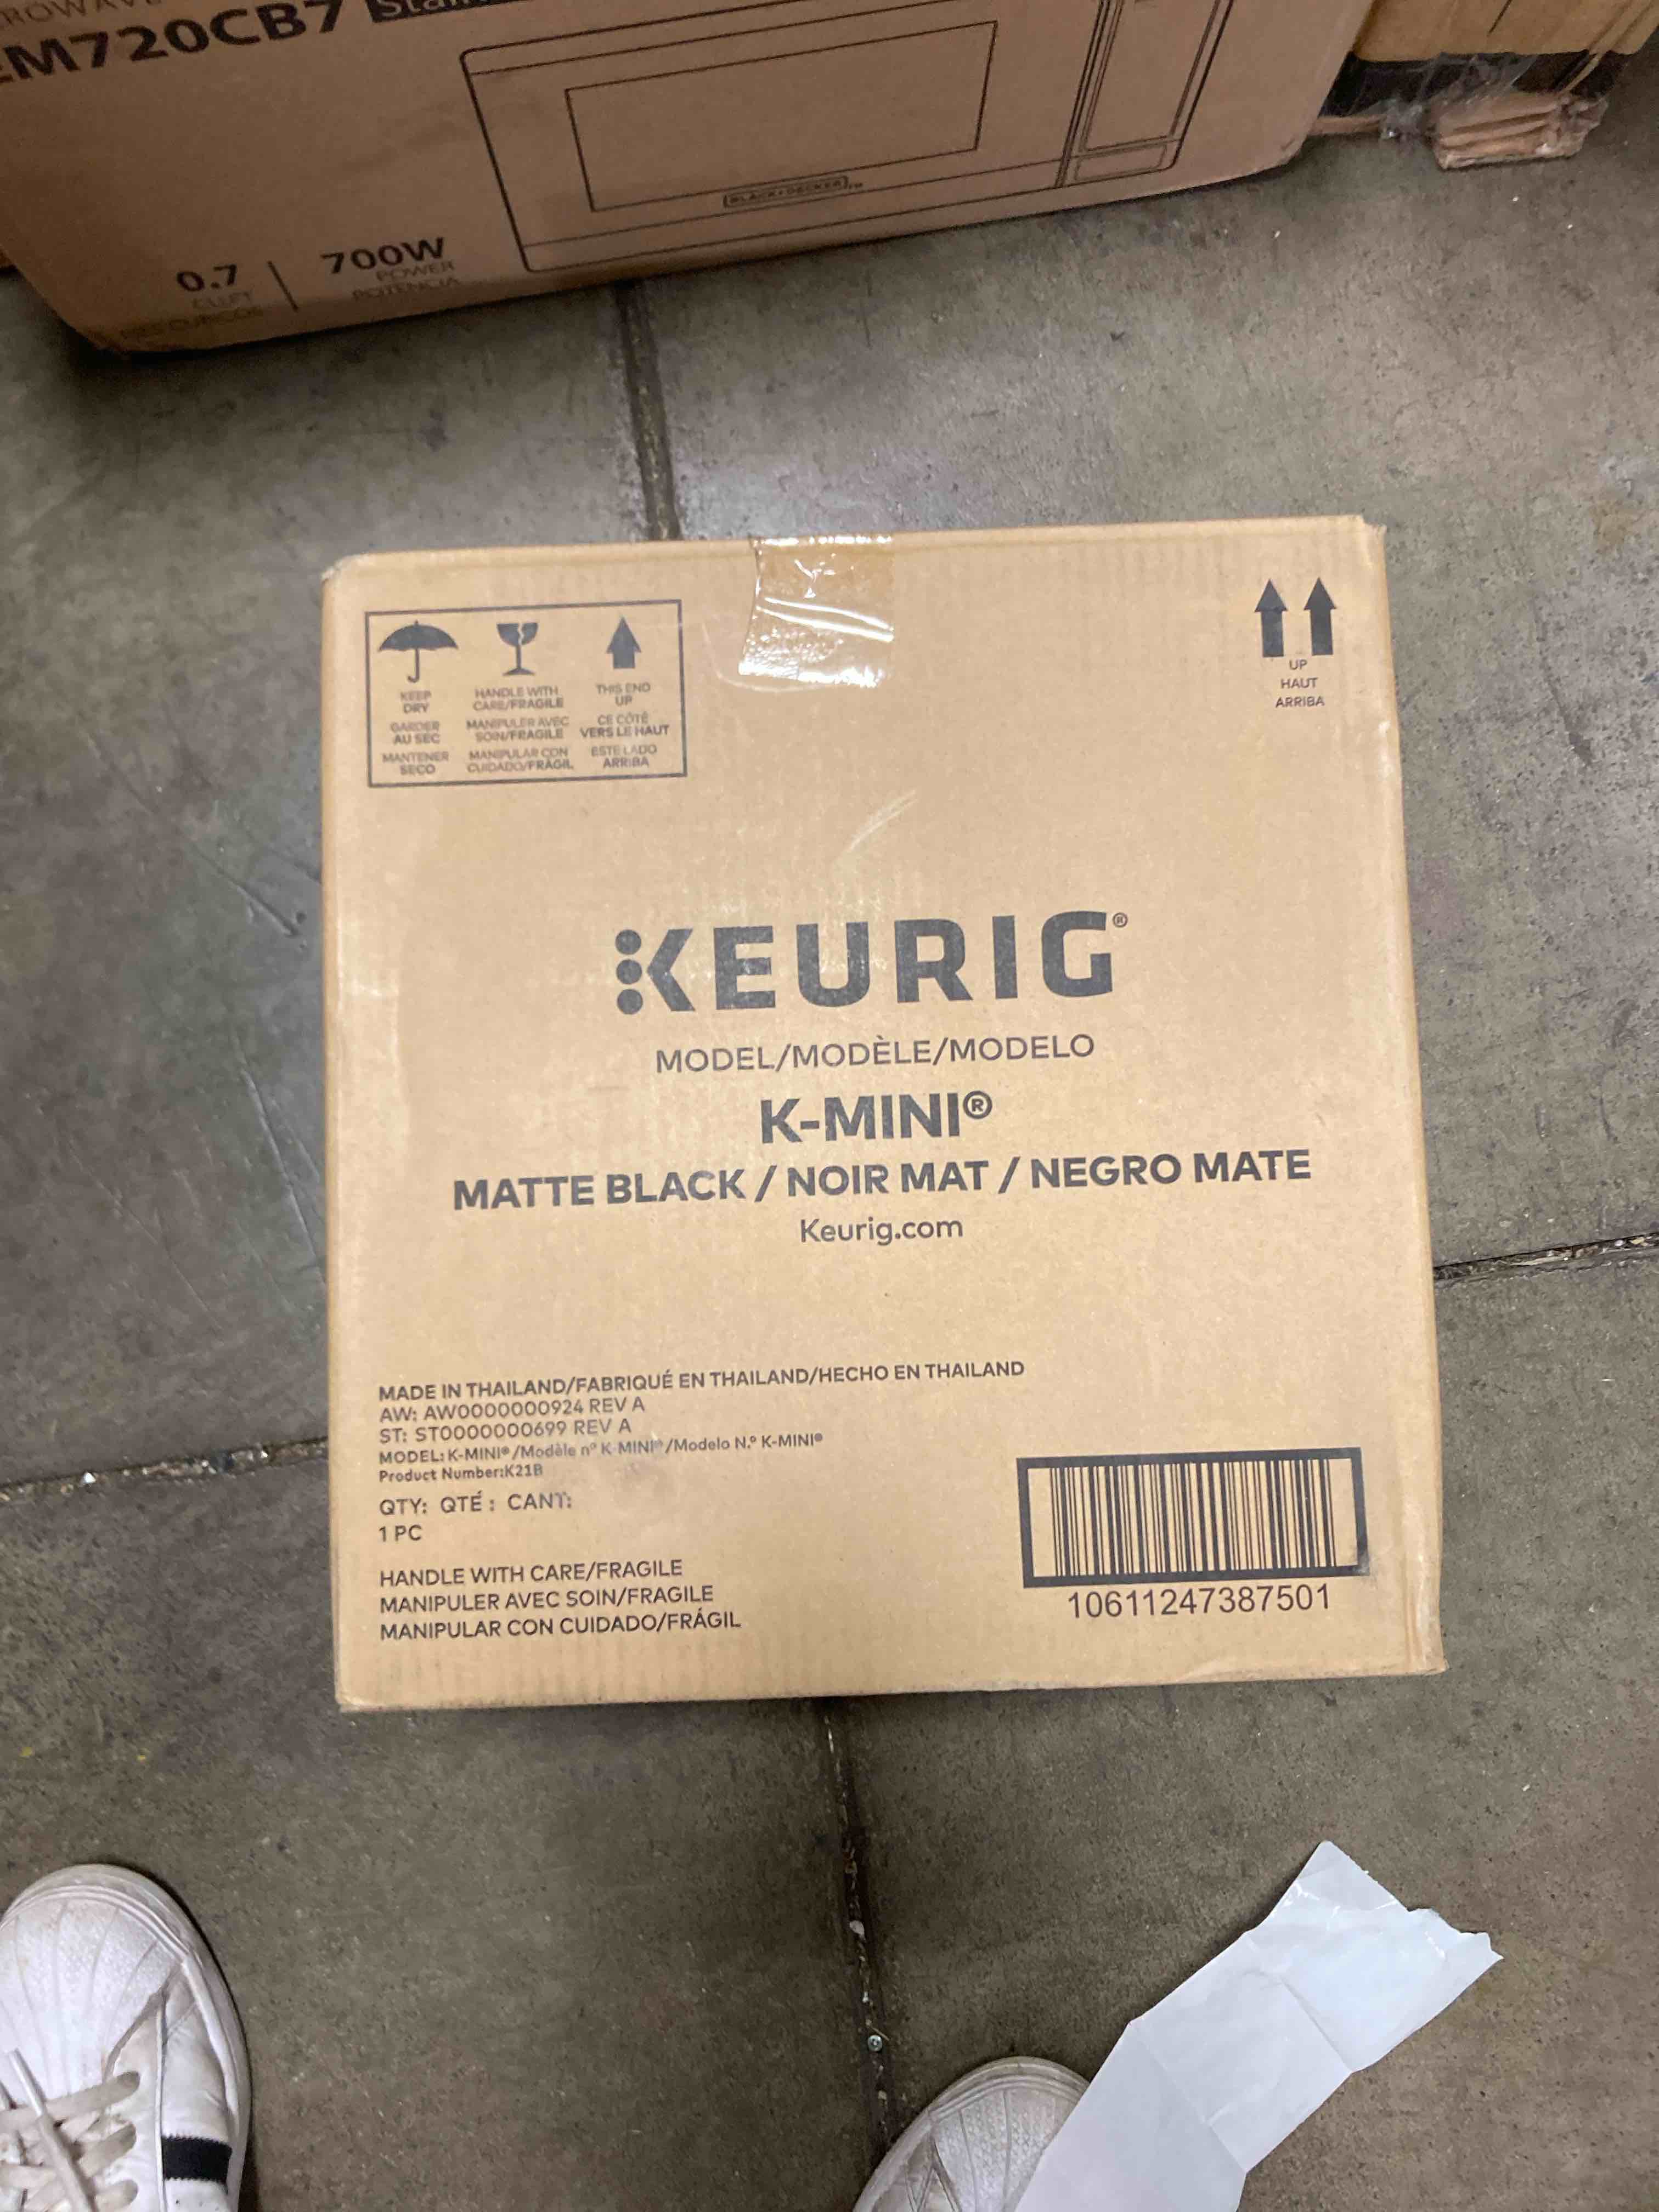 EM720CB7
BLACK+DECKER™
0.7 | 700W
CU.FT POWER
POTENCIA
KEEP DRY
GARDER AU SEC
MANTENER SECO
HANDLE WITH CARE/FRAGILE
MANIPULER AVEC SOIN/FRAGILE
MANIPULAR CON CUIDADO/FRÁGIL
THIS END UP
CE CÔTÉ VERS LE HAUT
ESTE LADO ARRIBA
UP
HAUT
ARRIBA
KEURIG®
MODEL/MODÈLE/MODELO
K-MINI®
MATTE BLACK / NOIR MAT / NEGRO MATE
Keurig.com
MADE IN THAILAND/FABRIQUÉ EN THAILAND/HECHO EN THAILAND
AW: AW0000000924 REV A
ST: ST0000000699 REV A
MODEL: K-MINI® /Modèle n° K-MINI® /Modelo N.° K-MINI®
Product Number:K21B
QTY: QTÉ : CANT:
1 PC
HANDLE WITH CARE/FRAGILE
MANIPULER AVEC SOIN/FRAGILE
MANIPULAR CON CUIDADO/FRÁGIL
10611247387501